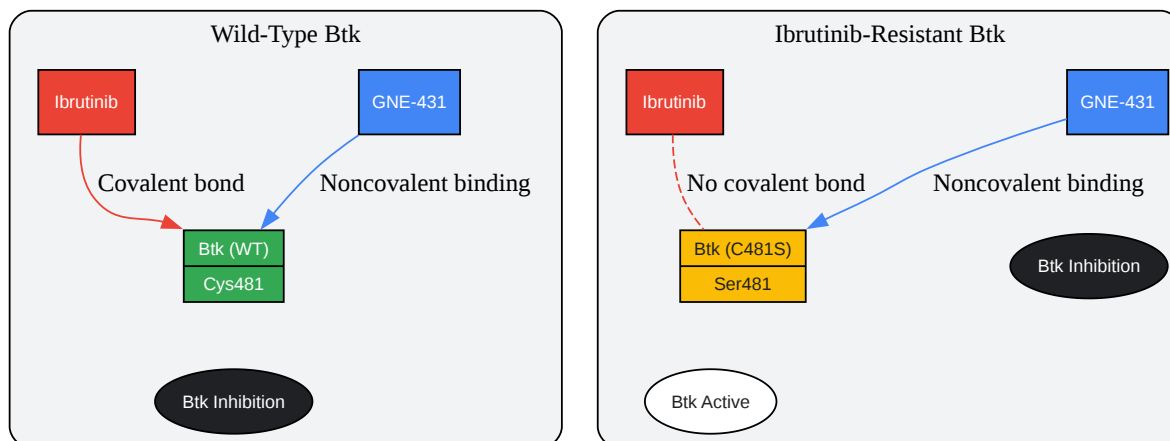 Wild-Type Btk
Ibrutinib
GNE-431
Covalent bond
Noncovalent binding
Btk (WT)
Cys481
Btk Inhibition
Ibrutinib-Resistant Btk
Ibrutinib
GNE-431
No covalent bond
Noncovalent binding
Btk (C481S)
Ser481
Btk Inhibition
Btk Active